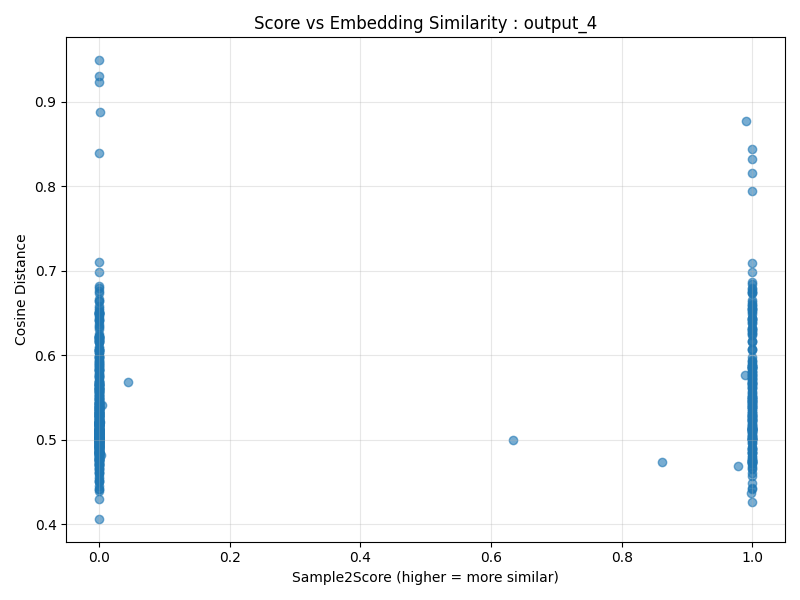 Score vs Embedding Similarity : output_4
Cosine Distance
0.9
0.8
0.7
0.6
0.5
0.4
0.0 0.2 0.4 0.6 0.8 1.0
Sample2Score (higher = more similar)